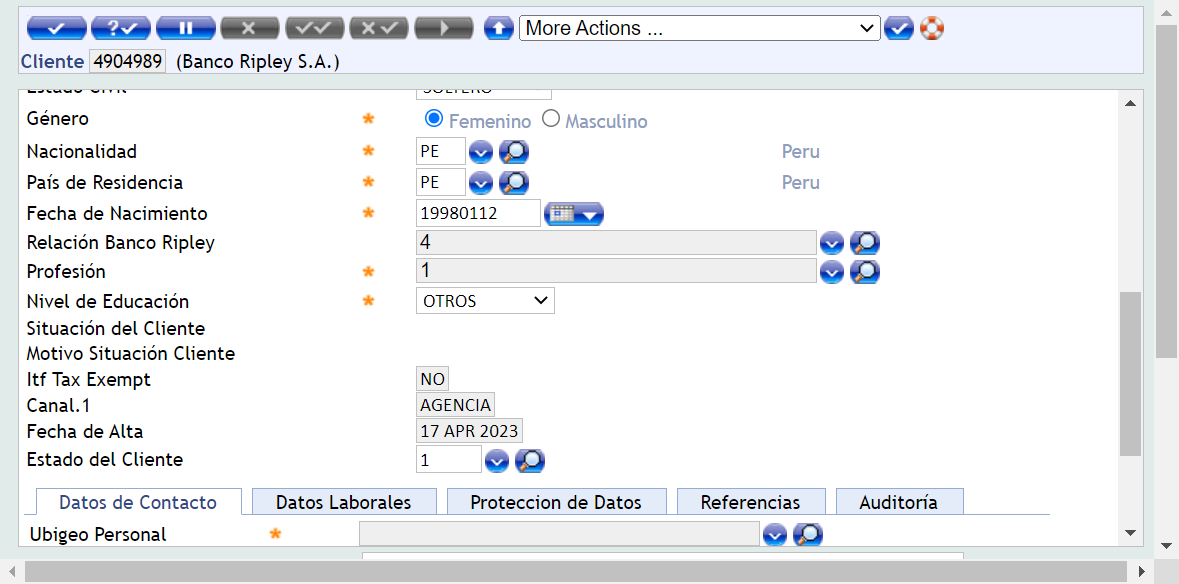 More Actions ...
Cliente 4904989 (Banco Ripley S.A.)
Estado Civil SOLTERO
Género * Femenino Masculino
Nacionalidad * PE Peru
País de Residencia * PE Peru
Fecha de Nacimiento * 19980112
Relación Banco Ripley 4
Profesión * 1
Nivel de Educación * OTROS
Situación del Cliente
Motivo Situación Cliente
Itf Tax Exempt NO
Canal.1 AGENCIA
Fecha de Alta 17 APR 2023
Estado del Cliente 1
Datos de Contacto Datos Laborales Proteccion de Datos Referencias Auditoría
Ubigeo Personal *